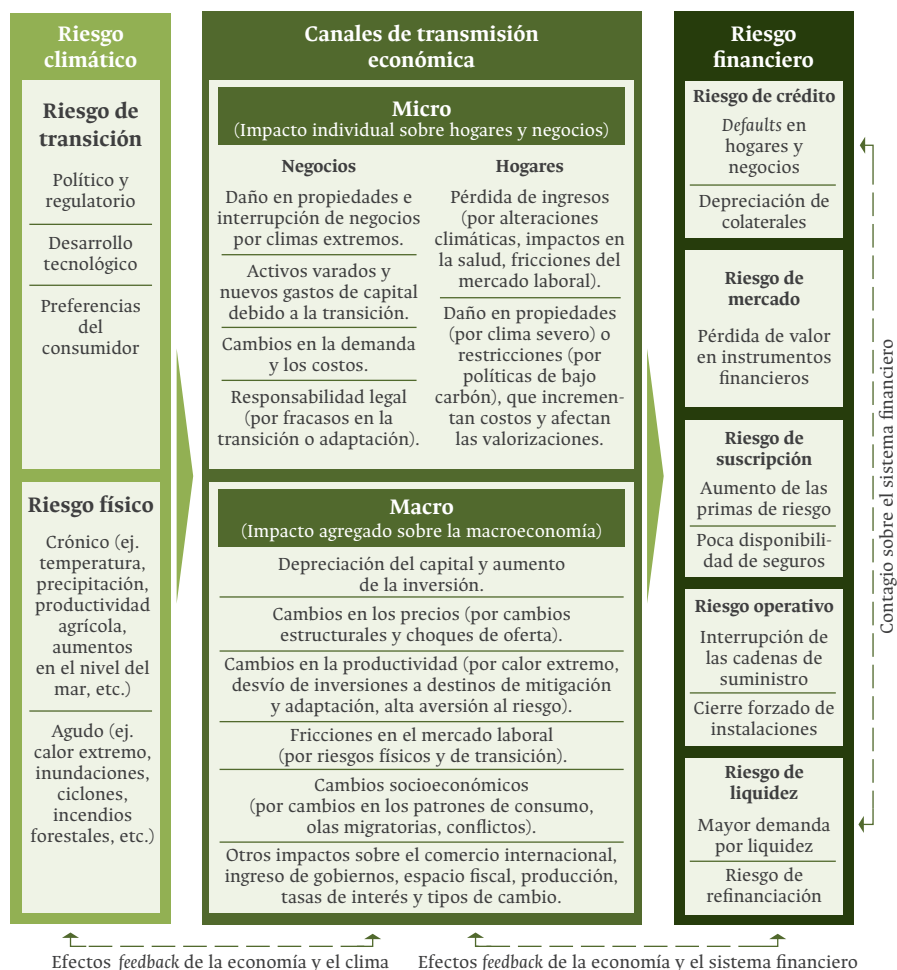 Riesgo
climático
Riesgo de
transición
Político y
regulatorio
Desarrollo
tecnológico
Preferencias
del
consumidor
Riesgo físico
Crónico (ej.
temperatura,
precipitación,
productividad
agrícola,
aumentos
en el nivel del
mar, etc.)
Agudo (ej.
calor extremo,
inundaciones,
ciclones,
incendios
forestales, etc.)
Canales de transmisión
económica
Micro
(Impacto individual sobre hogares y negocios)
Negocios
Daño en propiedades e
interrupción de negocios
por climas extremos.
Activos varados y
nuevos gastos de capital
debido a la transición.
Cambios en la demanda
y los costos.
Responsabilidad legal
(por fracasos en la
transición o adaptación).
Hogares
Pérdida de ingresos
(por alteraciones
climáticas, impactos en
la salud, fricciones del
mercado laboral).
Daño en propiedades
(por clima severo) o
restricciones (por
políticas de bajo
carbón), que incremen-
tan costos y afectan
las valorizaciones.
Macro
(Impacto agregado sobre la macroeconomía)
Depreciación del capital y aumento
de la inversión.
Cambios en los precios (por cambios
estructurales y choques de oferta).
Cambios en la productividad (por calor extremo,
desvío de inversiones a destinos de mitigación
y adaptación, alta aversión al riesgo).
Fricciones en el mercado laboral
(por riesgos físicos y de transición).
Cambios socioeconómicos
(por cambios en los patrones de consumo,
olas migratorias, conflictos).
Otros impactos sobre el comercio internacional,
ingreso de gobiernos, espacio fiscal, producción,
tasas de interés y tipos de cambio.
Riesgo
financiero
Riesgo de crédito
Defaults en
hogares y
negocios
Depreciación de
colaterales
Riesgo de
mercado
Pérdida de valor
en instrumentos
financieros
Riesgo de
suscripción
Aumento de las
primas de riesgo
Poca disponibili-
dad de seguros
Riesgo operativo
Interrupción de
las cadenas de
suministro
Cierre forzado de
instalaciones
Riesgo de
liquidez
Mayor demanda
por liquidez
Riesgo de
refinanciación
Contagio sobre el sistema financiero
Efectos feedback de la economía y el clima
Efectos feedback de la economía y el sistema financiero